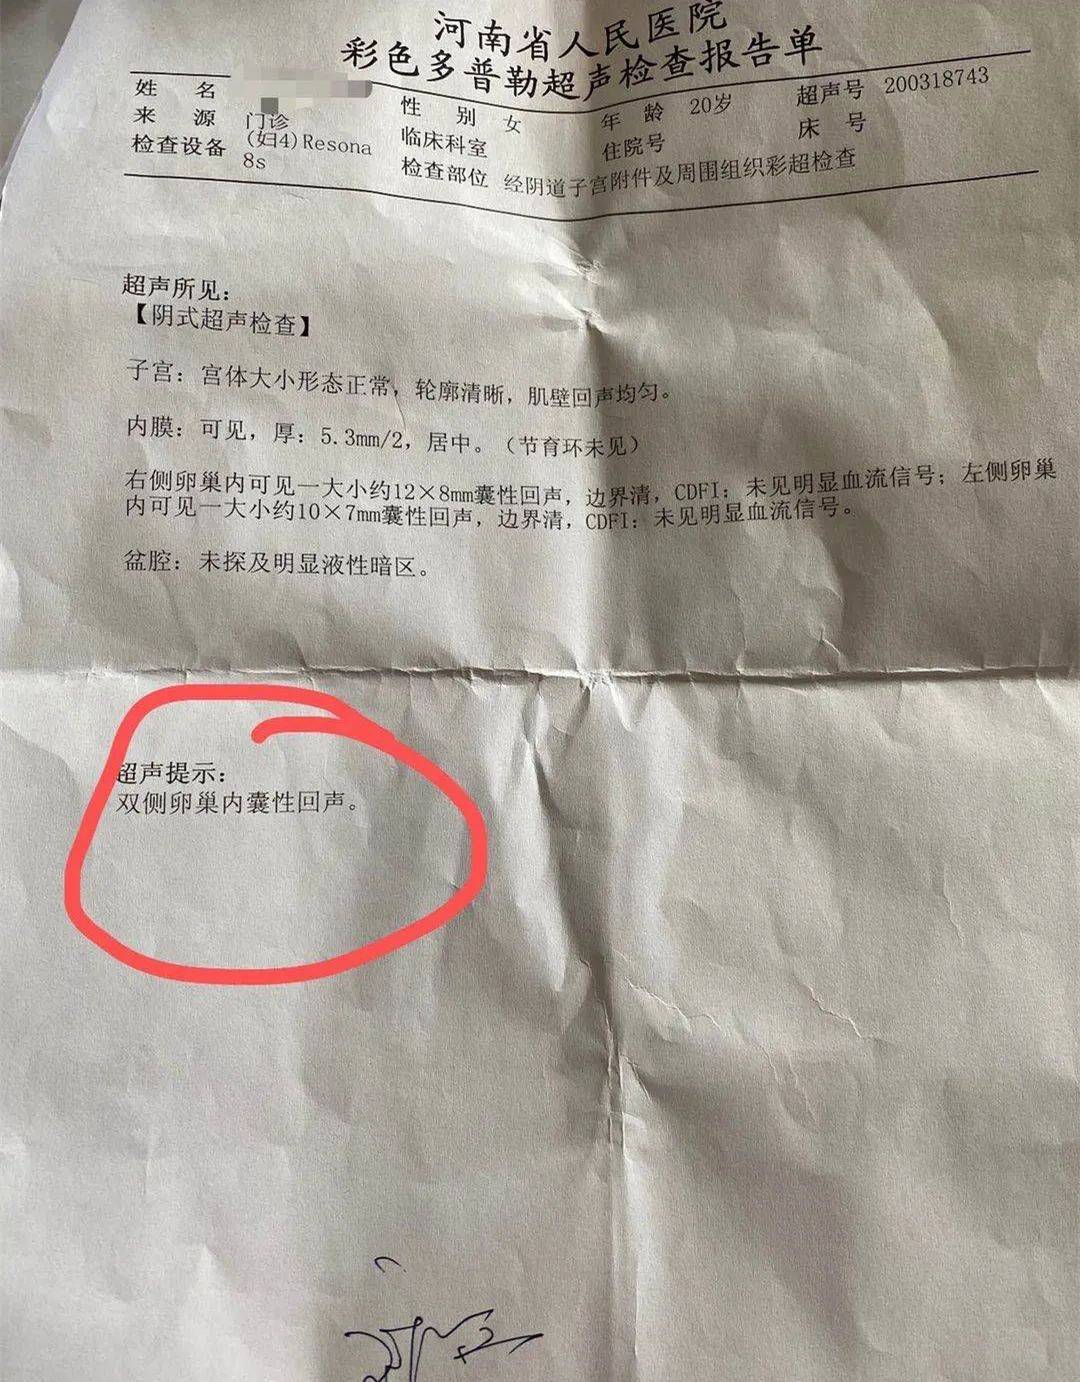 河南省人民医院
彩色多普勒超声检查报告单
姓 名 性 别 女 年 龄 20岁 超声号 200318743
来 源 门诊 临床科室 住院号 床 号
检查设备 (妇4)Resona 8s 检查部位 经阴道子宫附件及周围组织彩超检查
超声所见：
【阴式超声检查】
子宫：宫体大小形态正常，轮廓清晰，肌壁回声均匀。
内膜：可见，厚：5.3mm/2，居中。（节育环未见）
右侧卵巢内可见一大小约12×8mm囊性回声，边界清，CDFI：未见明显血流信号；左侧卵巢
内可见一大小约10×7mm囊性回声，边界清，CDFI：未见明显血流信号。
盆腔：未探及明显液性暗区。
超声提示：
双侧卵巢内囊性回声。